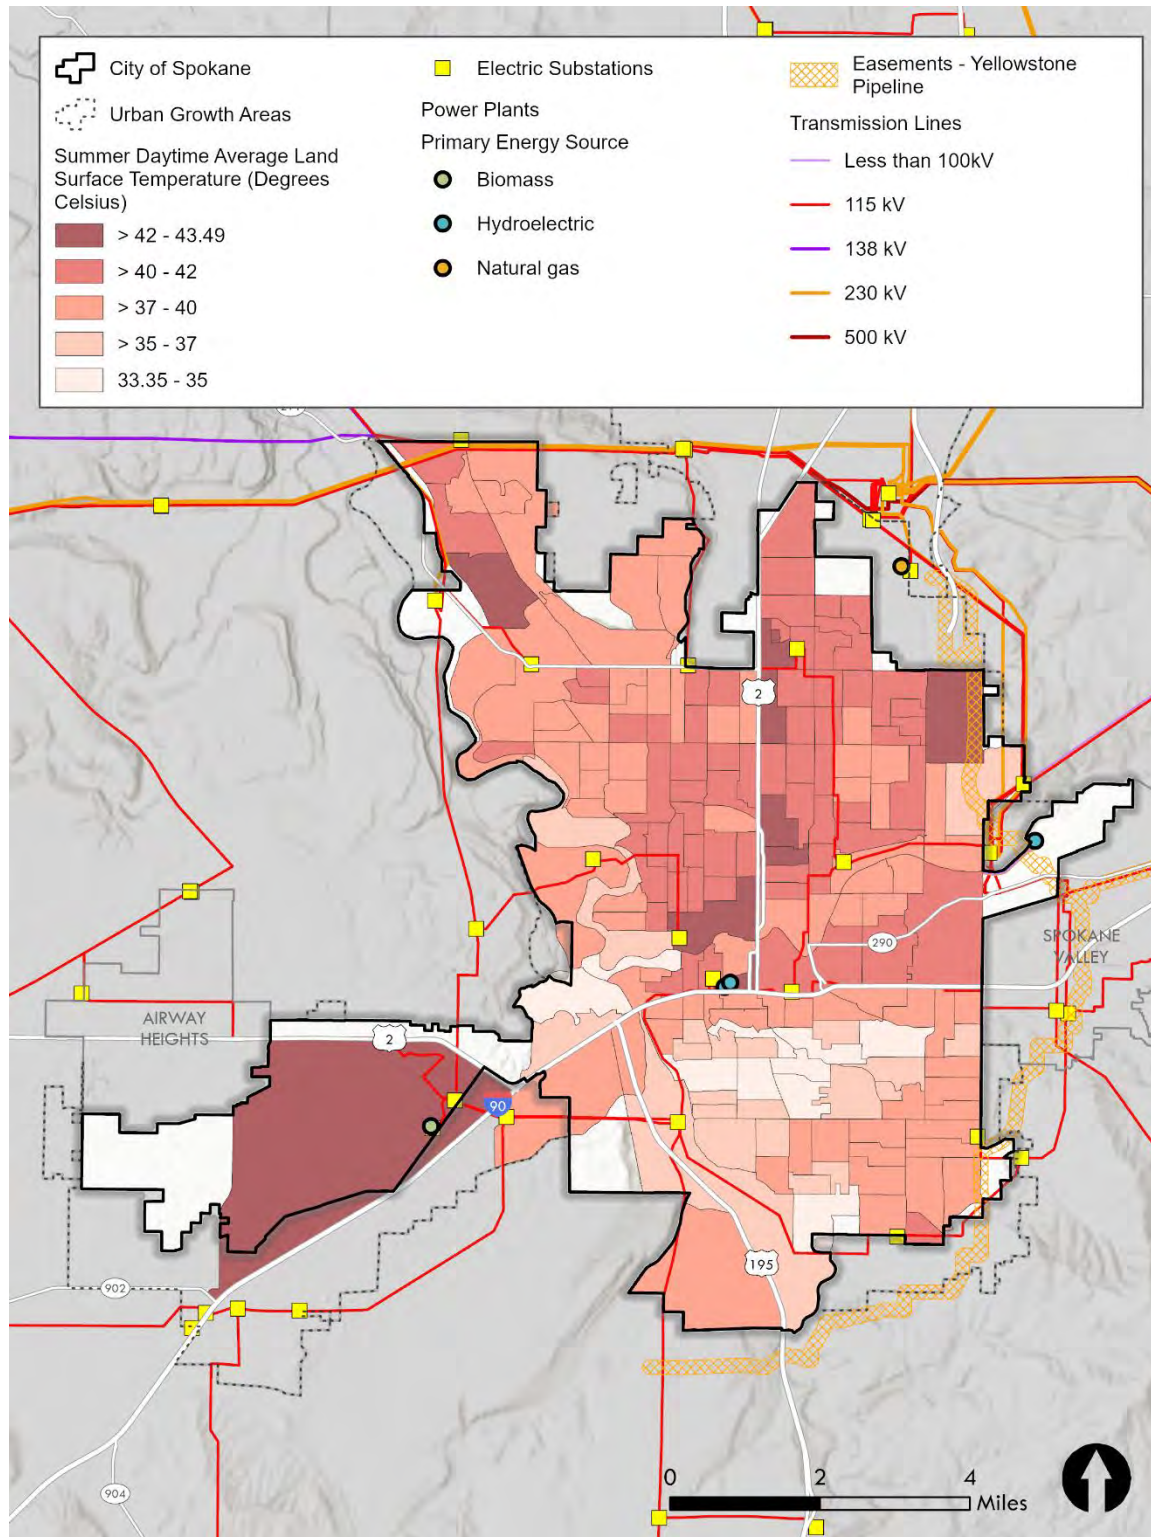 City of Spokane
Urban Growth Areas
Summer Daytime Average Land
Surface Temperature (Degrees
Celsius)
> 42 - 43.49
> 40 - 42
> 37 - 40
> 35 - 37
33.35 - 35
Electric Substations
Power Plants
Primary Energy Source
Biomass
Hydroelectric
Natural gas
Easements - Yellowstone
Pipeline
Transmission Lines
Less than 100kV
115 kV
138 kV
230 kV
500 kV
2
290
SPOKANE
VALLEY
AIRWAY
HEIGHTS
2
90
195
902
904
0 2 4
Miles